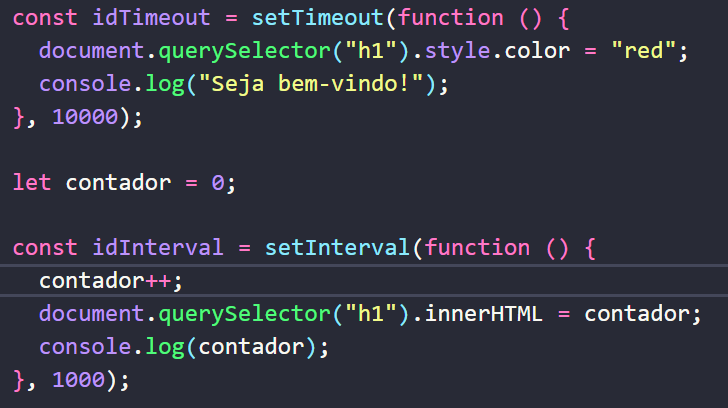 const idTimeout = setTimeout(function () {
  document.querySelector("h1").style.color = "red";
  console.log("Seja bem-vindo!");
}, 10000);

let contador = 0;

const idInterval = setInterval(function () {
  contador++;
  document.querySelector("h1").innerHTML = contador;
  console.log(contador);
}, 1000);